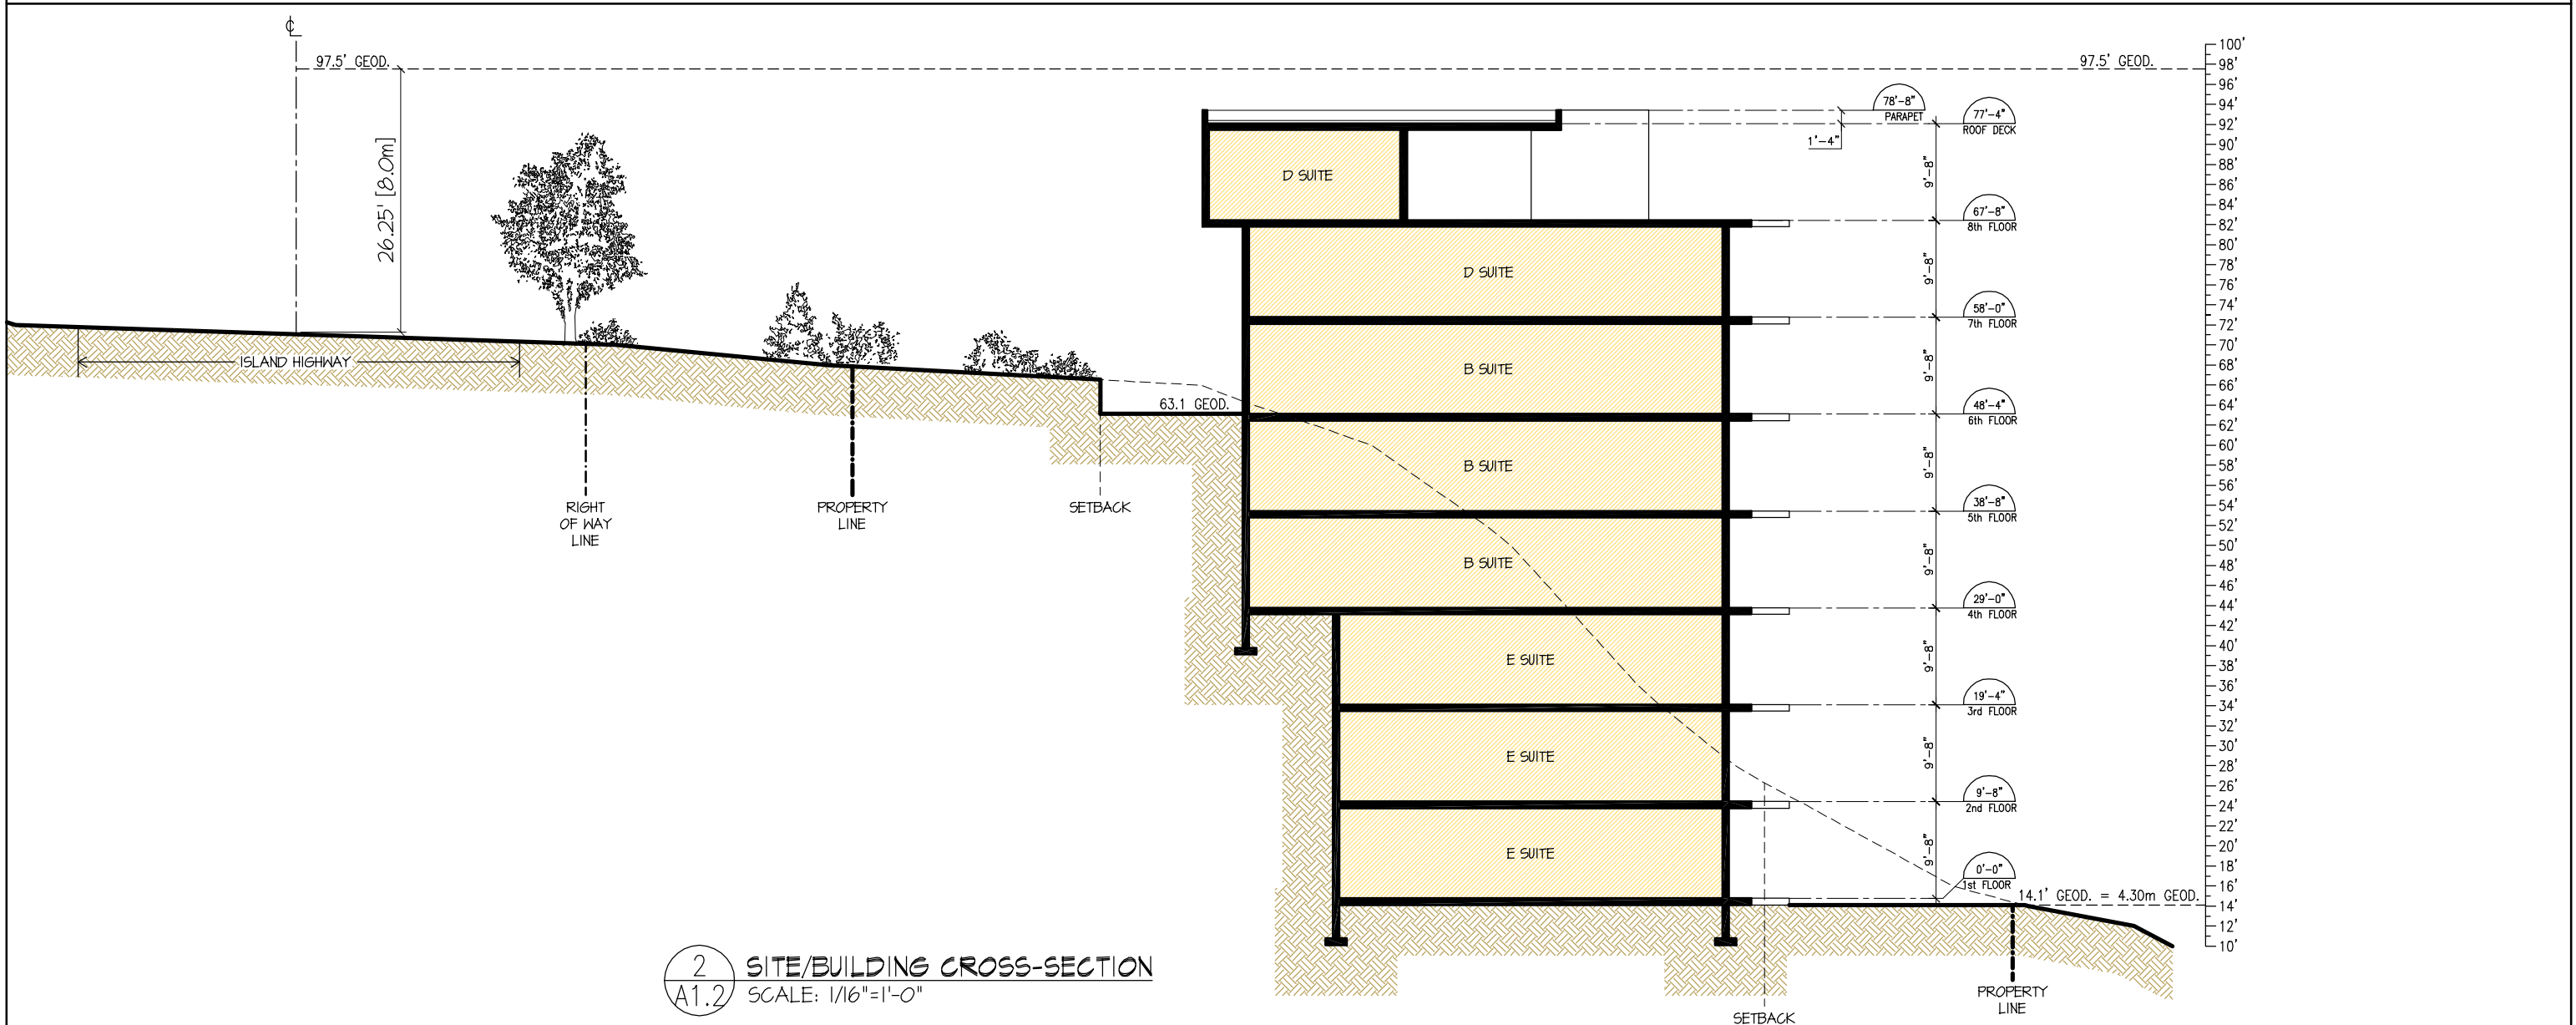 ℄
97.5' GEOD.
97.5' GEOD.
26.25' [8.0m]
ISLAND HIGHWAY
RIGHT
OF WAY
LINE
PROPERTY
LINE
SETBACK
63.1 GEOD.
D SUITE
D SUITE
B SUITE
B SUITE
B SUITE
E SUITE
E SUITE
E SUITE
78'-8"
PARAPET
1'-4"
77'-4"
ROOF DECK
9'-8"
67'-8"
8th FLOOR
9'-8"
58'-0"
7th FLOOR
9'-8"
48'-4"
6th FLOOR
9'-8"
38'-8"
5th FLOOR
9'-8"
29'-0"
4th FLOOR
9'-8"
19'-4"
3rd FLOOR
9'-8"
9'-8"
2nd FLOOR
9'-8"
0'-0"
1st FLOOR
14.1' GEOD. = 4.30m GEOD.
100'
98'
96'
94'
92'
90'
88'
86'
84'
82'
80'
78'
76'
74'
72'
70'
68'
66'
64'
62'
60'
58'
56'
54'
52'
50'
48'
46'
44'
42'
40'
38'
36'
34'
32'
30'
28'
26'
24'
22'
20'
18'
16'
14'
12'
10'
PROPERTY
LINE
SETBACK
2
A1.2
SITE/BUILDING CROSS-SECTION
SCALE: 1/16"=1'-0"